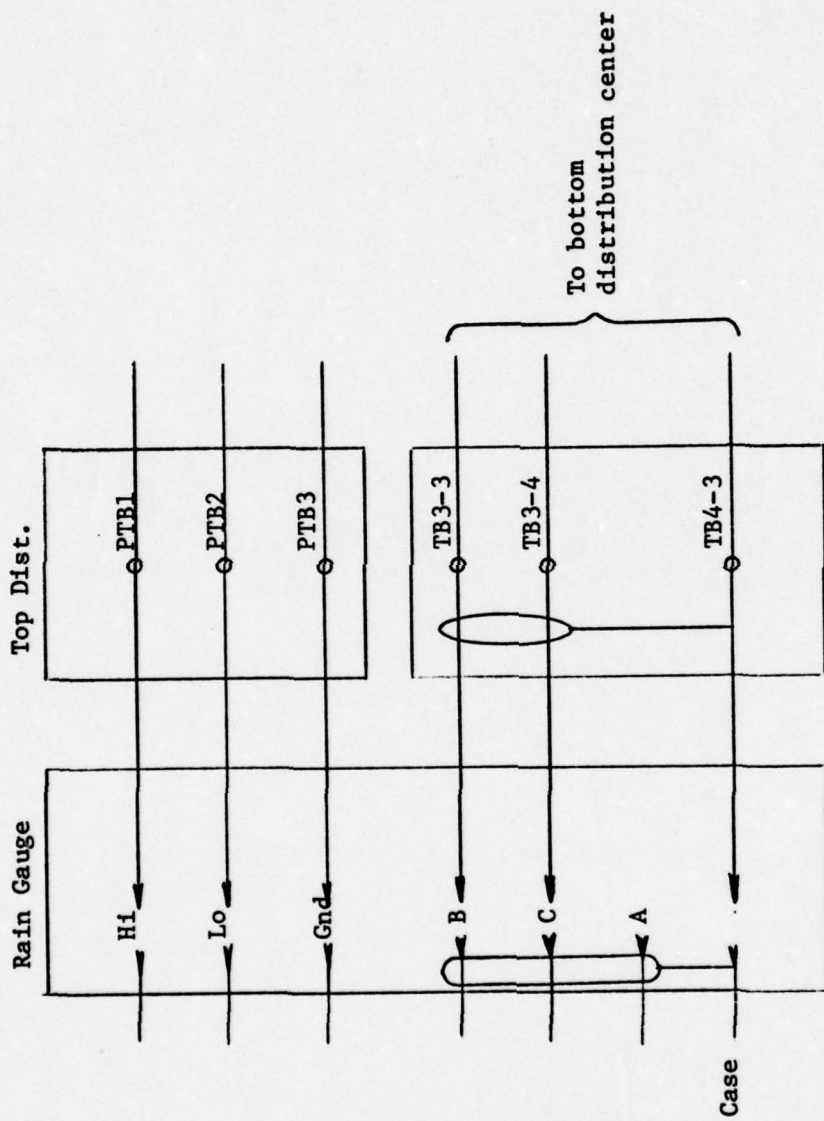 Rain Gauge
Top Dist.
Hi
PTB1
Lo
PTB2
Gnd
PTB3
B
TB3-3
C
TB3-4
A
TB4-3
Case
To bottom
distribution center